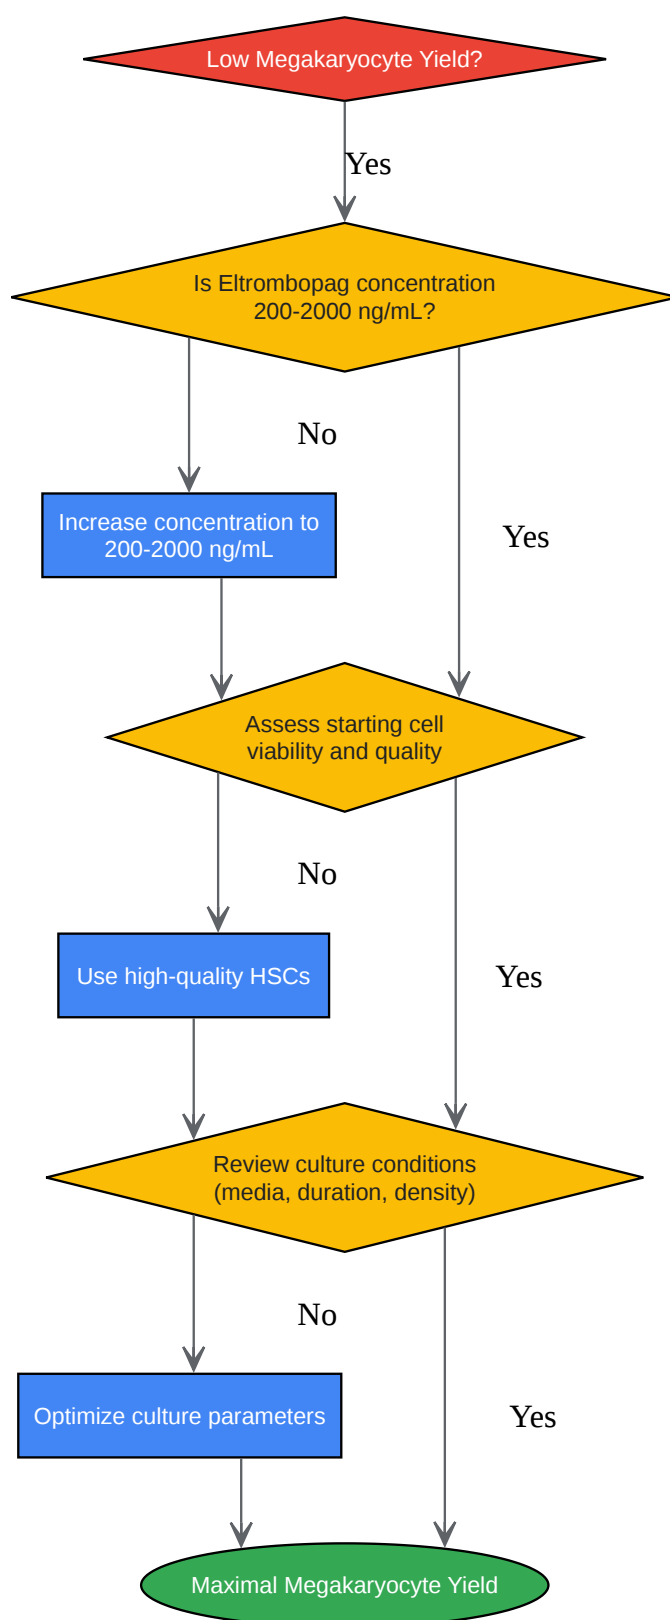 Low Megakaryocyte Yield?
Yes
Is Eltrombopag concentration
200-2000 ng/mL?
No
Increase concentration to
200-2000 ng/mL
Yes
Assess starting cell
viability and quality
No
Use high-quality HSCs
Yes
Review culture conditions
(media, duration, density)
No
Optimize culture parameters
Yes
Maximal Megakaryocyte Yield